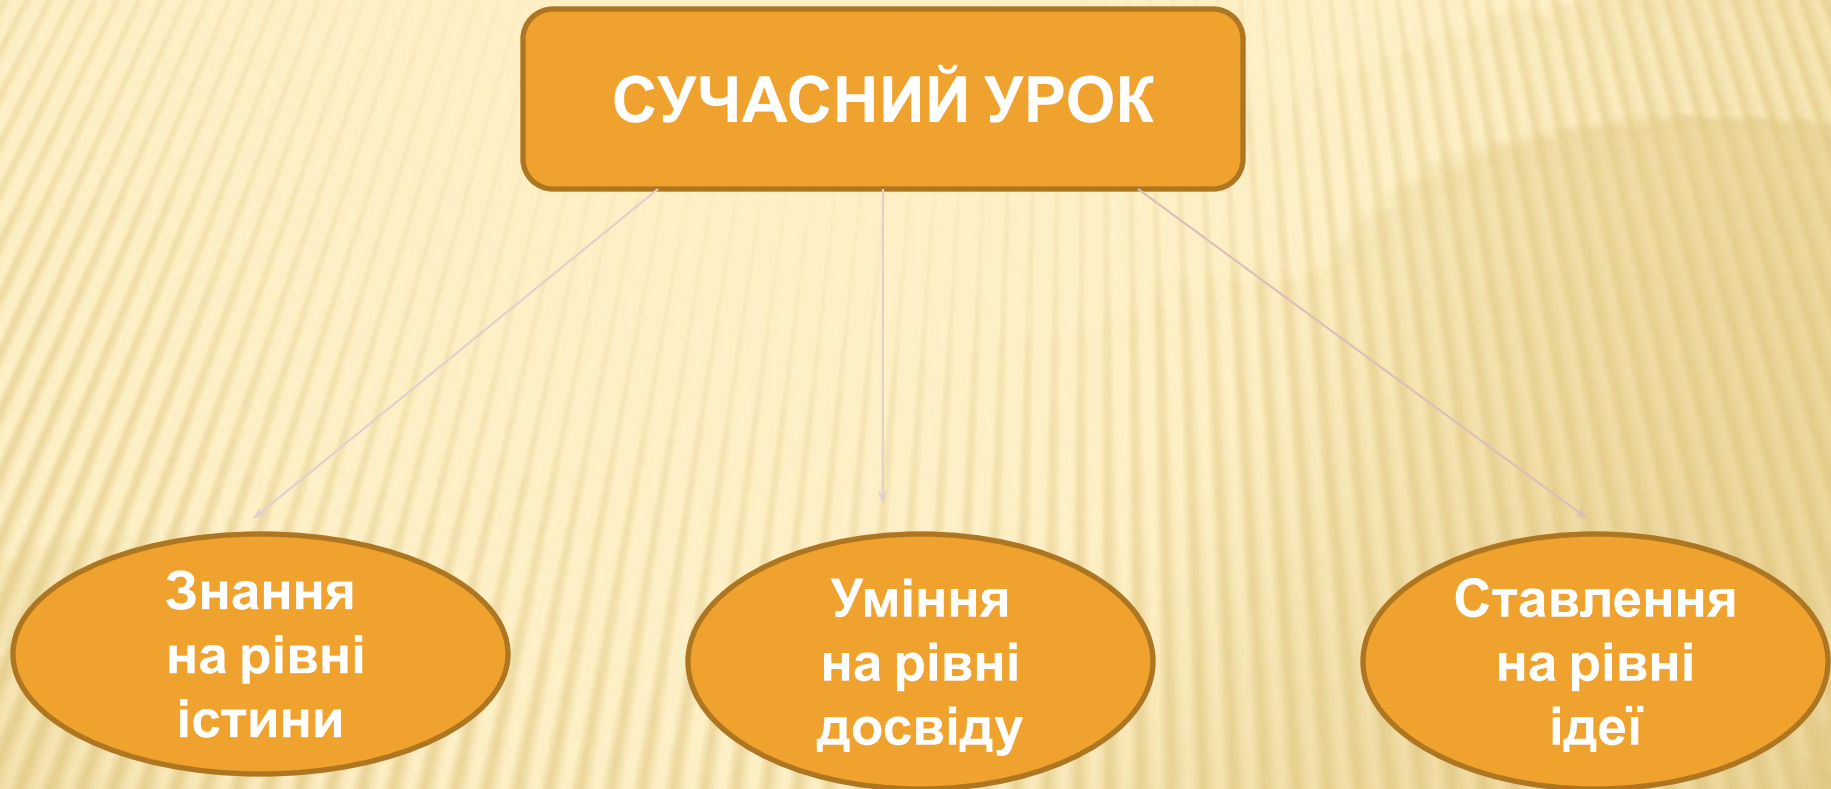 СУЧАСНИЙ УРОК
Знання
на рівні
істини
Уміння
на рівні
досвіду
Ставлення
на рівні
ідеї